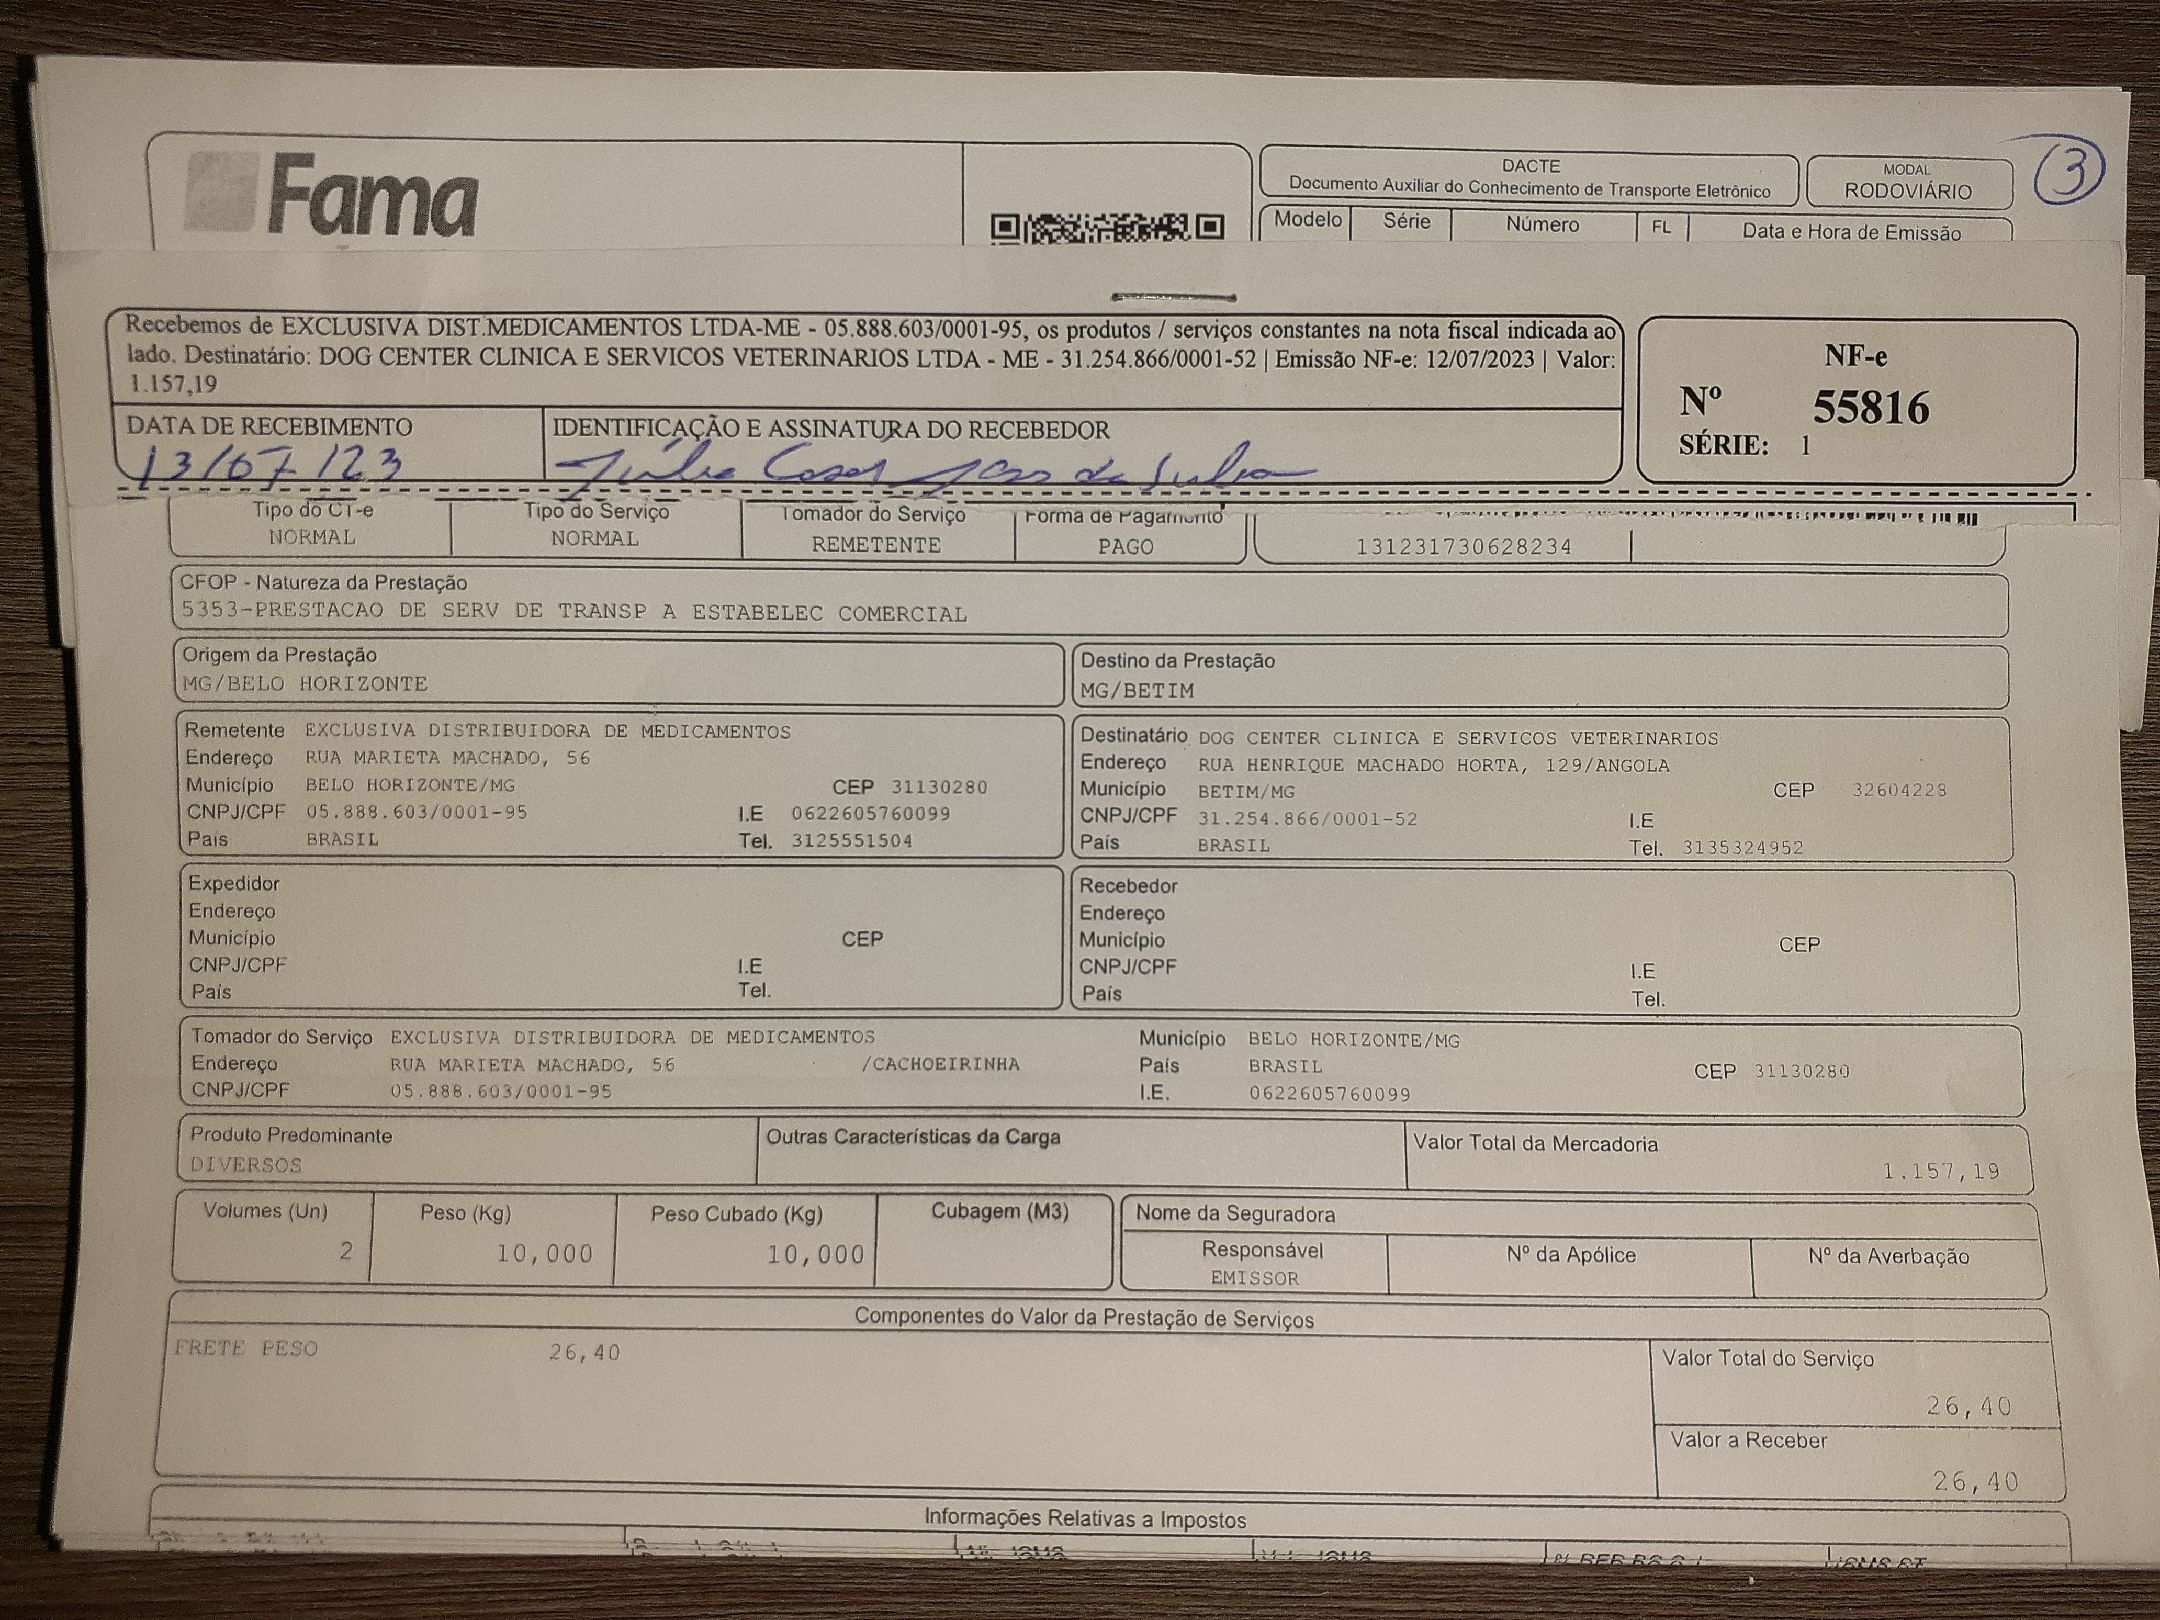 Fama
DACTE
Documento Auxiliar do Conhecimento de Transporte Eletrônico
MODAL
RODOVIÁRIO
3
Modelo Série Número FL Data e Hora de Emissão
Recebemos de EXCLUSIVA DIST.MEDICAMENTOS LTDA-ME - 05.888.603/0001-95, os produtos / serviços constantes na nota fiscal indicada ao
lado. Destinatário: DOG CENTER CLINICA E SERVICOS VETERINARIOS LTDA - ME - 31.254.866/0001-52 | Emissão NF-e: 12/07/2023 | Valor:
1.157,19
NF-e
Nº 55816
SÉRIE: 1
DATA DE RECEBIMENTO IDENTIFICAÇÃO E ASSINATURA DO RECEBEDOR
13/07/23 Júlio Cesar
Tipo do CT-e Tipo do Serviço Tomador do Serviço Forma de Pagamento
NORMAL NORMAL REMETENTE PAGO 131231730628234
CFOP - Natureza da Prestação
5353-PRESTACAO DE SERV DE TRANSP A ESTABELEC COMERCIAL
Origem da Prestação
MG/BELO HORIZONTE
Destino da Prestação
MG/BETIM
Remetente EXCLUSIVA DISTRIBUIDORA DE MEDICAMENTOS
Endereço RUA MARIETA MACHADO, 56
Município BELO HORIZONTE/MG CEP 31130280
CNPJ/CPF 05.888.603/0001-95 I.E 0622605760099
País BRASIL Tel. 3125551504
Destinatário DOG CENTER CLINICA E SERVICOS VETERINARIOS
Endereço RUA HENRIQUE MACHADO HORTA, 129/ANGOLA
Município BETIM/MG CEP 32604228
CNPJ/CPF 31.254.866/0001-52 I.E
País BRASIL Tel. 3135324952
Expedidor
Endereço
Município CEP
CNPJ/CPF I.E
País Tel.
Recebedor
Endereço
Município CEP
CNPJ/CPF I.E
País Tel.
Tomador do Serviço EXCLUSIVA DISTRIBUIDORA DE MEDICAMENTOS Município BELO HORIZONTE/MG
Endereço RUA MARIETA MACHADO, 56 /CACHOEIRINHA País BRASIL CEP 31130280
CNPJ/CPF 05.888.603/0001-95 I.E. 0622605760099
Produto Predominante Outras Características da Carga Valor Total da Mercadoria
DIVERSOS 1.157,19
Volumes (Un) Peso (Kg) Peso Cubado (Kg) Cubagem (M3)
2 10,000 10,000
Nome da Seguradora
Responsável Nº da Apólice Nº da Averbação
EMISSOR
Componentes do Valor da Prestação de Serviços
FRETE PESO 26,40
Valor Total do Serviço
26,40
Valor a Receber
26,40
Informações Relativas a Impostos